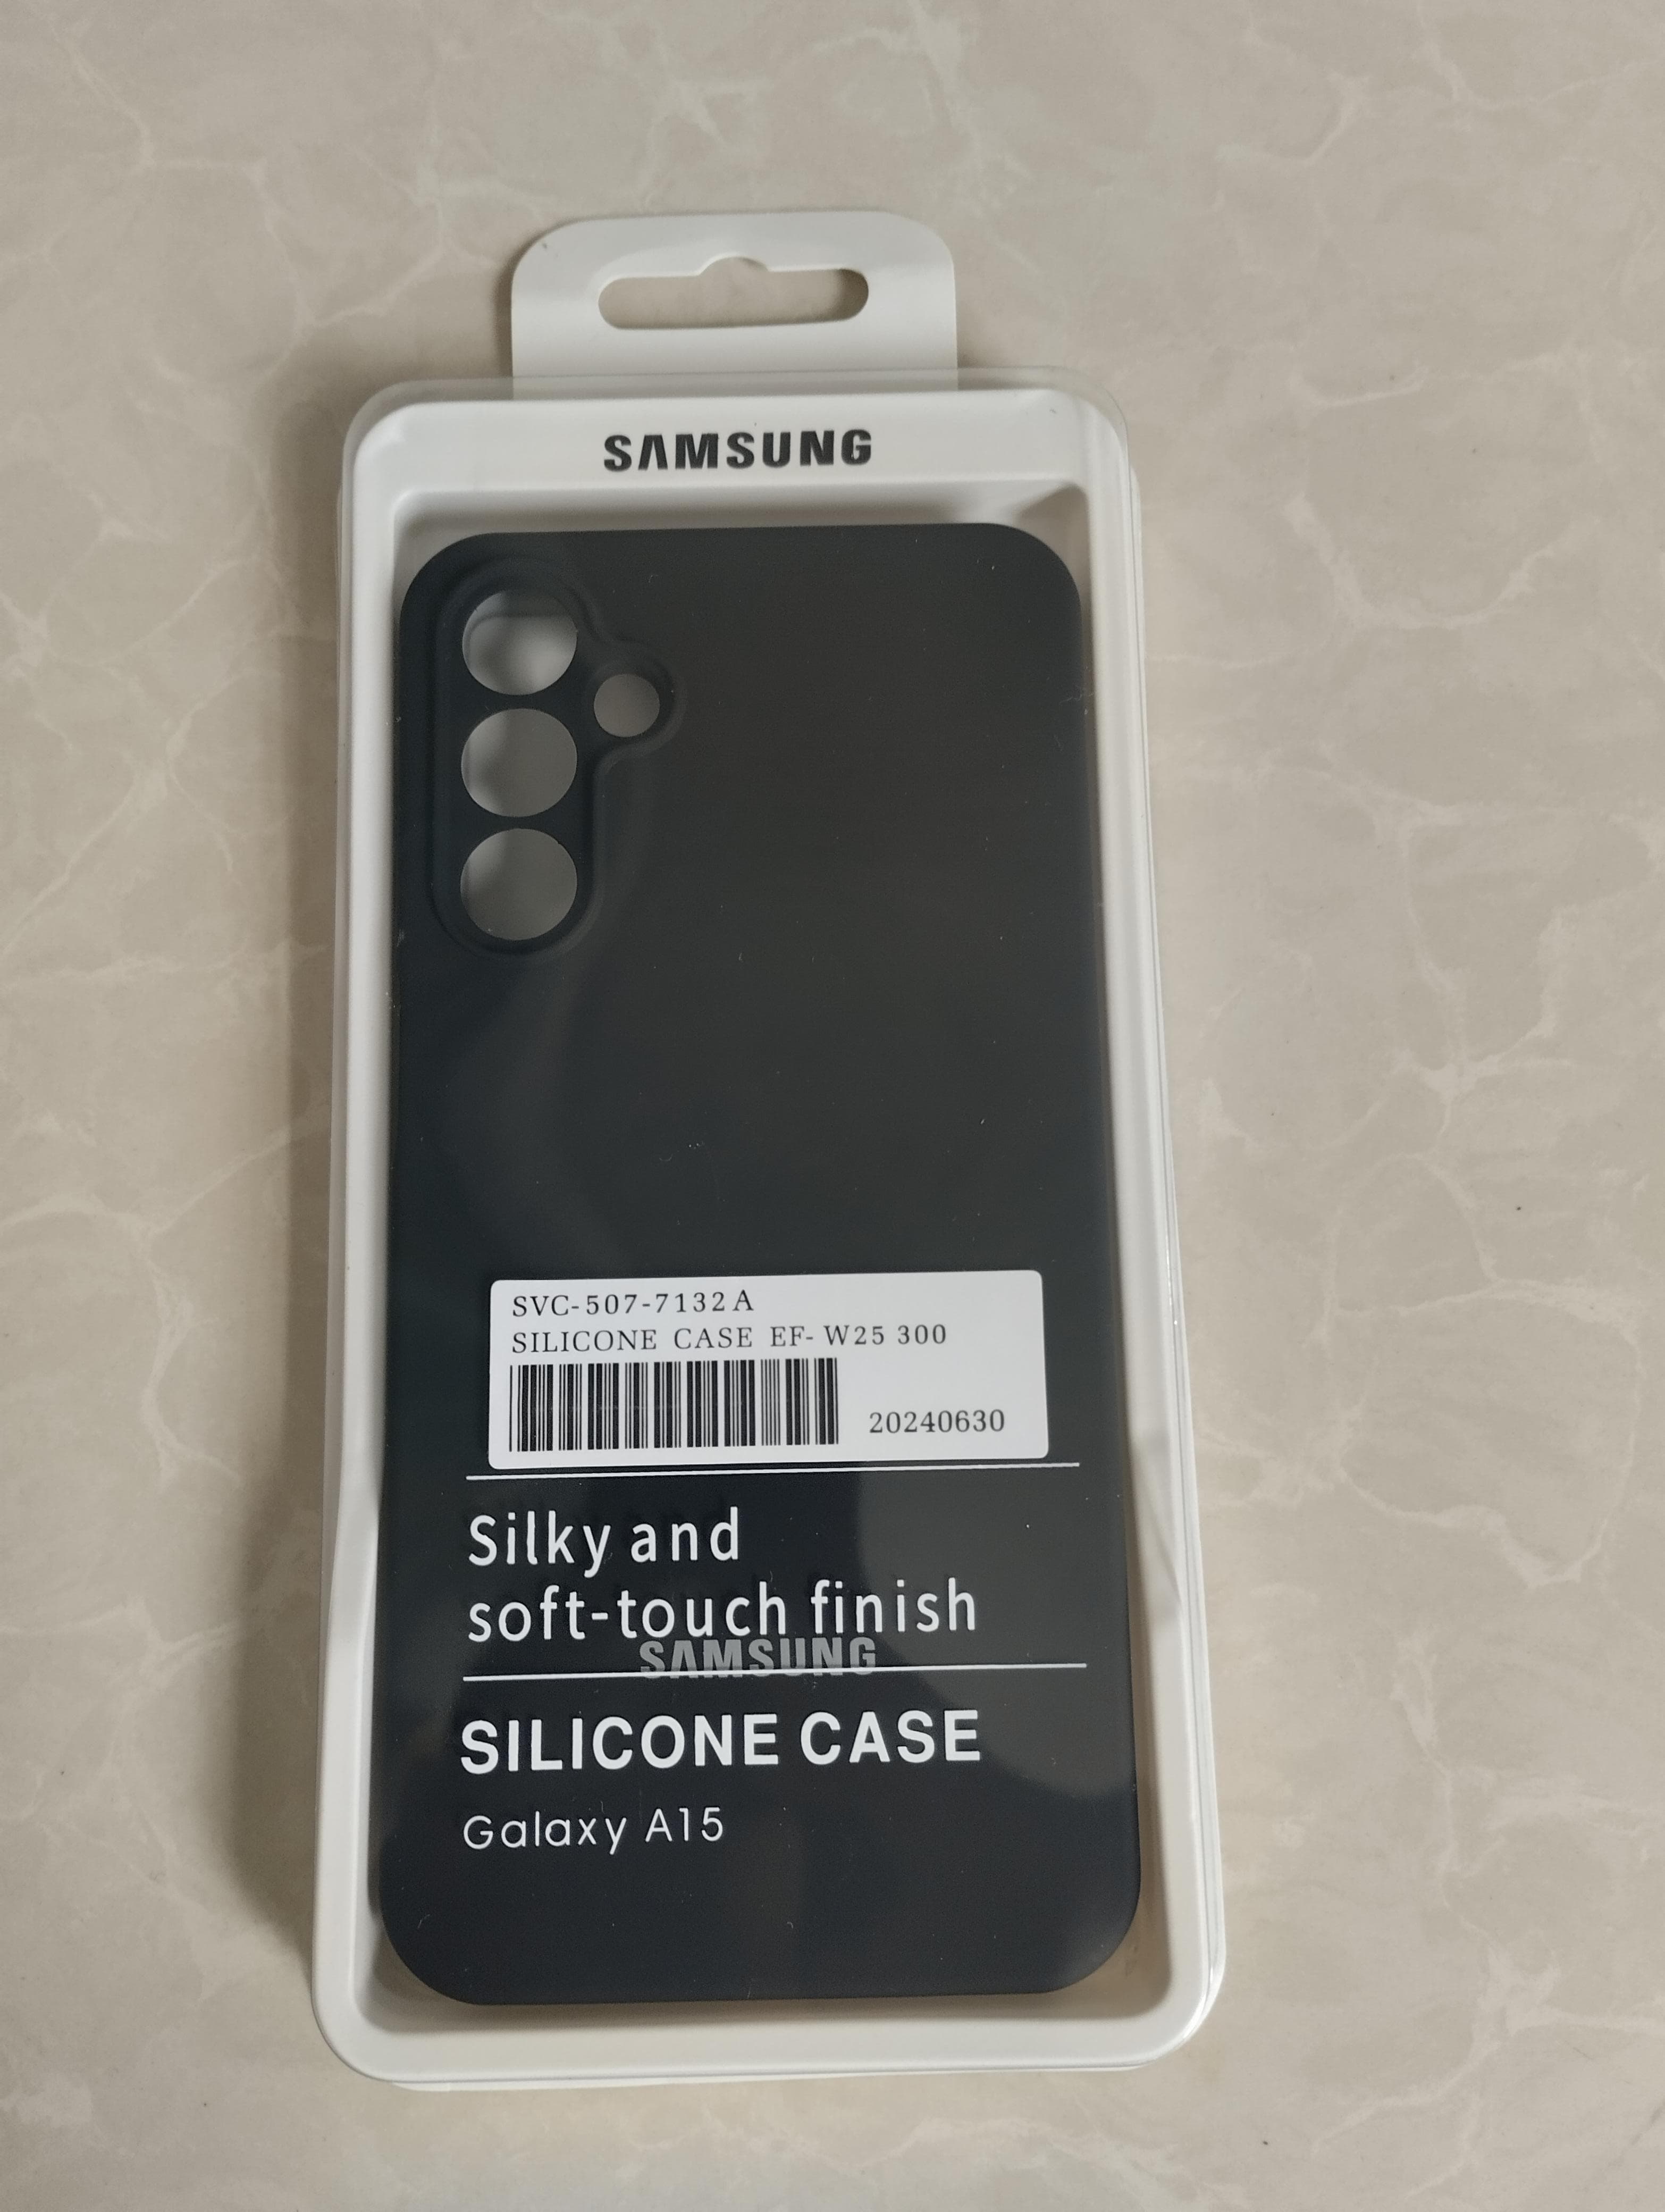 SAMSUNG
SVC-507-7132A
SILICONE CASE EF-W25 300
20240630
Silky and
soft-touch finish
SAMSUNG
SILICONE CASE
Galaxy A15